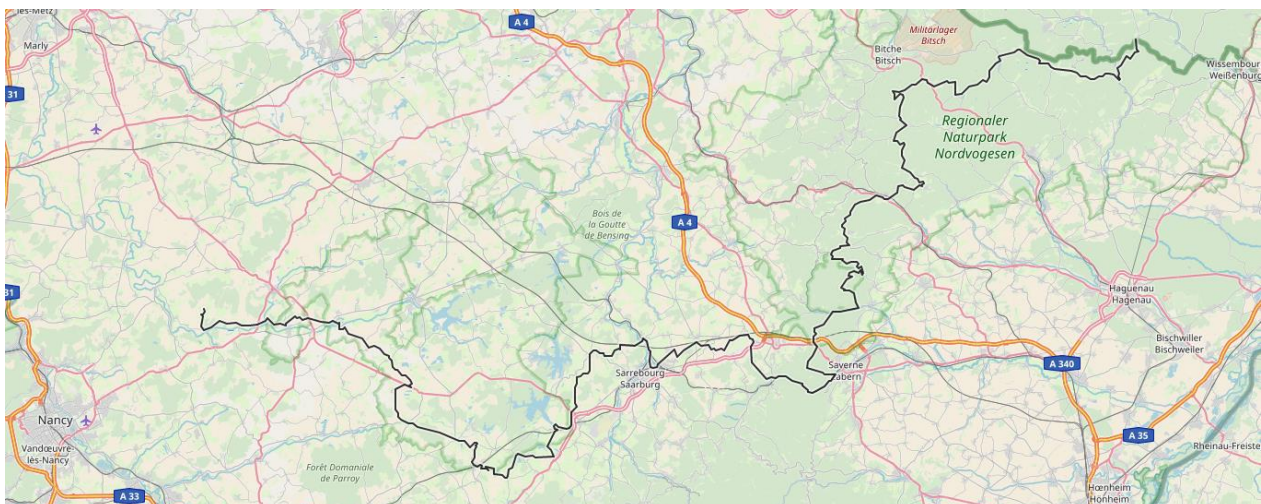 lès-Metz
Marly
A 4
Militärlager
Bitsch
Bitche
Bitsch
Wissembour
Weißenburg
31
Regionaler
Naturpark
Nordvogesen
Bois de
la Goutte
de Bensing
A 4
31
Haguenau
Hagenau
Bischwiller
Bischweiler
Sarrebourg
Saarburg
Saverne
Zabern
A 340
Nancy
Vandœuvre-
lès-Nancy
A 35
Rheinau-Freiste
Forêt Domaniale
de Parroy
A 33
Hœnheim
Hönheim